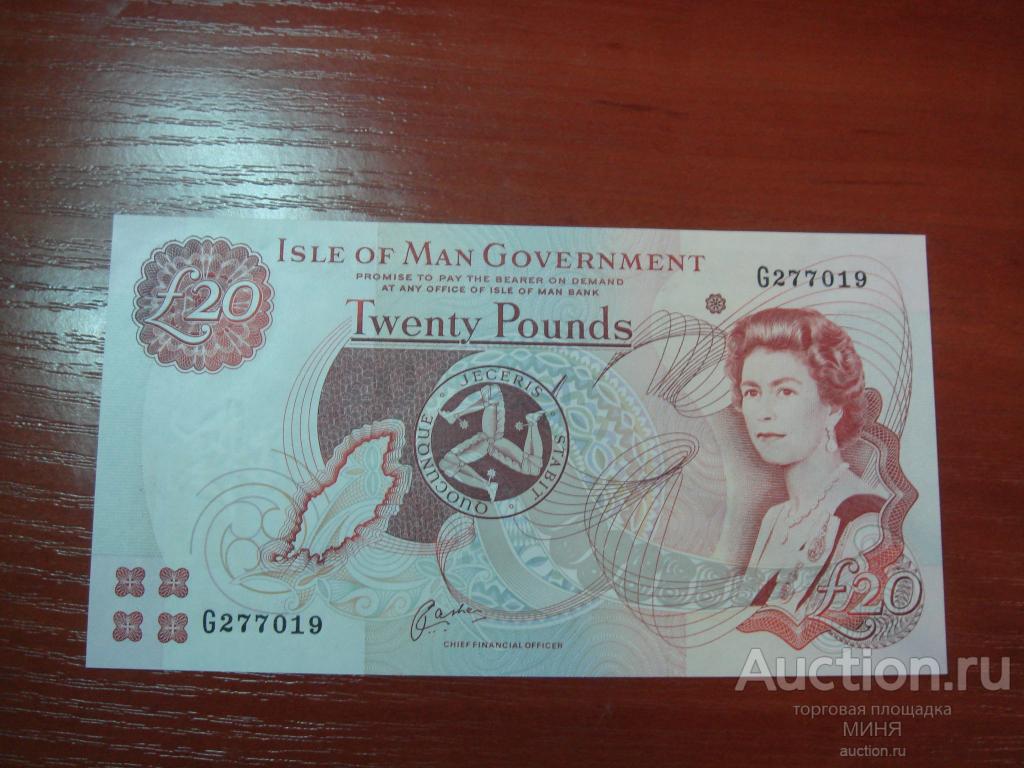 £20
ISLE OF MAN GOVERNMENT
PROMISE TO PAY THE BEARER ON DEMAND
AT ANY OFFICE OF ISLE OF MAN BANK
G277019
Twenty Pounds
QUOCUNQUE JECERIS STABIT
G277019
CHIEF FINANCIAL OFFICER
£20
Auction.ru
торговая площадка
МИНЯ
auction.ru